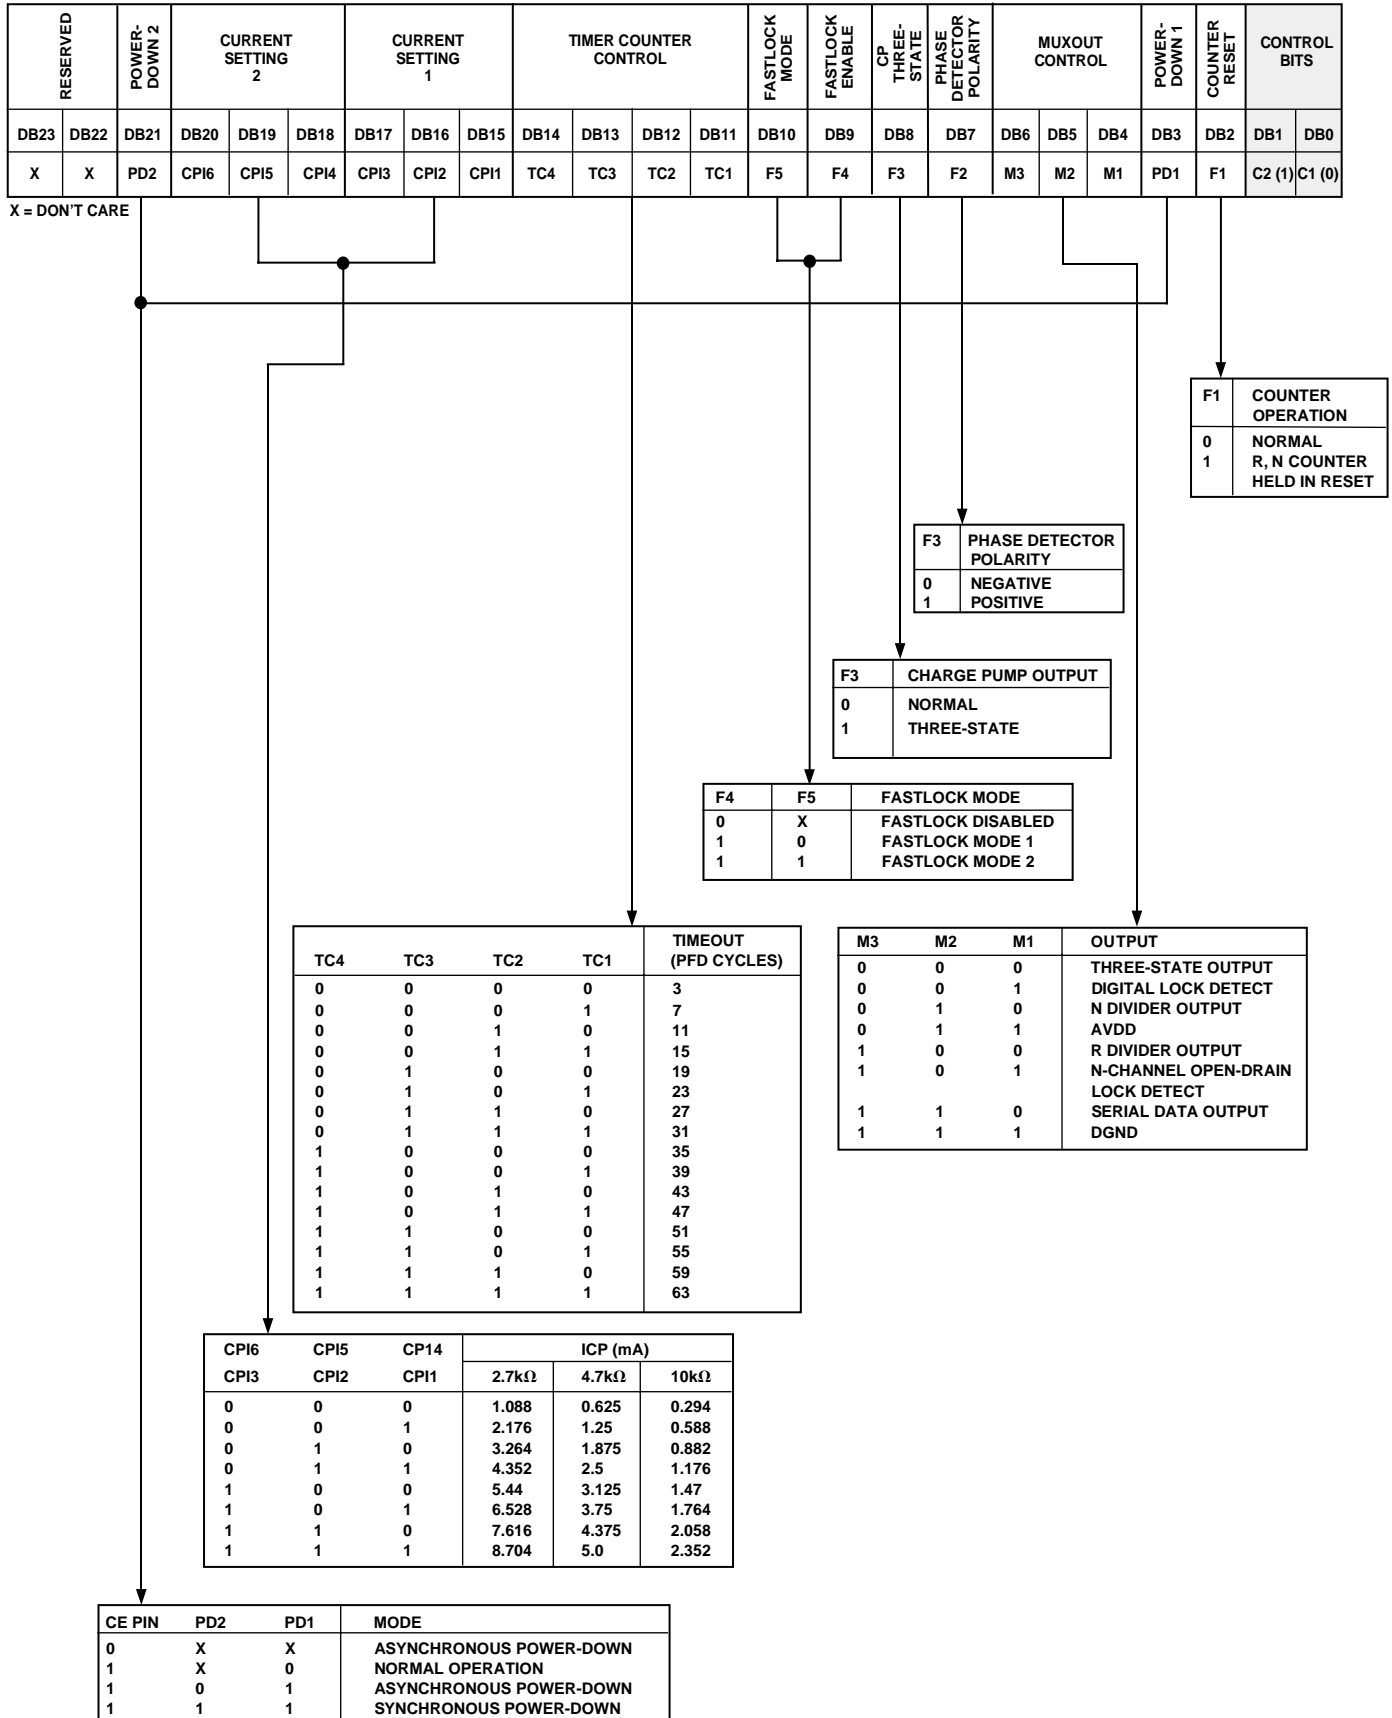 RESERVED
POWER-
DOWN 2
CURRENT
SETTING
2
CURRENT
SETTING
1
TIMER COUNTER
CONTROL
FASTLOCK
MODE
FASTLOCK
ENABLE
CP
THREE-
STATE
PHASE
DETECTOR
POLARITY
MUXOUT
CONTROL
POWER-
DOWN 1
COUNTER
RESET
CONTROL
BITS
DB23 DB22 DB21 DB20 DB19 DB18 DB17 DB16 DB15 DB14 DB13 DB12 DB11 DB10 DB9 DB8 DB7 DB6 DB5 DB4 DB3 DB2 DB1 DB0
X X PD2 CPI6 CPI5 CPI4 CPI3 CPI2 CPI1 TC4 TC3 TC2 TC1 F5 F4 F3 F2 M3 M2 M1 PD1 F1 C2 (1) C1 (0)
X = DON'T CARE
F1 COUNTER
OPERATION
0 NORMAL
1 R, N COUNTER
HELD IN RESET
F3 PHASE DETECTOR
POLARITY
0 NEGATIVE
1 POSITIVE
F3 CHARGE PUMP OUTPUT
0 NORMAL
1 THREE-STATE
F4 F5 FASTLOCK MODE
0 X FASTLOCK DISABLED
1 0 FASTLOCK MODE 1
1 1 FASTLOCK MODE 2
TIMEOUT
TC4 TC3 TC2 TC1 (PFD CYCLES)
0 0 0 0 3
0 0 0 1 7
0 0 1 0 11
0 0 1 1 15
0 1 0 0 19
0 1 0 1 23
0 1 1 0 27
0 1 1 1 31
1 0 0 0 35
1 0 0 1 39
1 0 1 0 43
1 0 1 1 47
1 1 0 0 51
1 1 0 1 55
1 1 1 0 59
1 1 1 1 63
M3 M2 M1 OUTPUT
0 0 0 THREE-STATE OUTPUT
0 0 1 DIGITAL LOCK DETECT
0 1 0 N DIVIDER OUTPUT
0 1 1 AVDD
1 0 0 R DIVIDER OUTPUT
1 0 1 N-CHANNEL OPEN-DRAIN
LOCK DETECT
1 1 0 SERIAL DATA OUTPUT
1 1 1 DGND
CPI6 CPI5 CP14 ICP (mA)
CPI3 CPI2 CPI1 2.7kΩ 4.7kΩ 10kΩ
0 0 0 1.088 0.625 0.294
0 0 1 2.176 1.25 0.588
0 1 0 3.264 1.875 0.882
0 1 1 4.352 2.5 1.176
1 0 0 5.44 3.125 1.47
1 0 1 6.528 3.75 1.764
1 1 0 7.616 4.375 2.058
1 1 1 8.704 5.0 2.352
CE PIN PD2 PD1 MODE
0 X X ASYNCHRONOUS POWER-DOWN
1 X 0 NORMAL OPERATION
1 0 1 ASYNCHRONOUS POWER-DOWN
1 1 1 SYNCHRONOUS POWER-DOWN